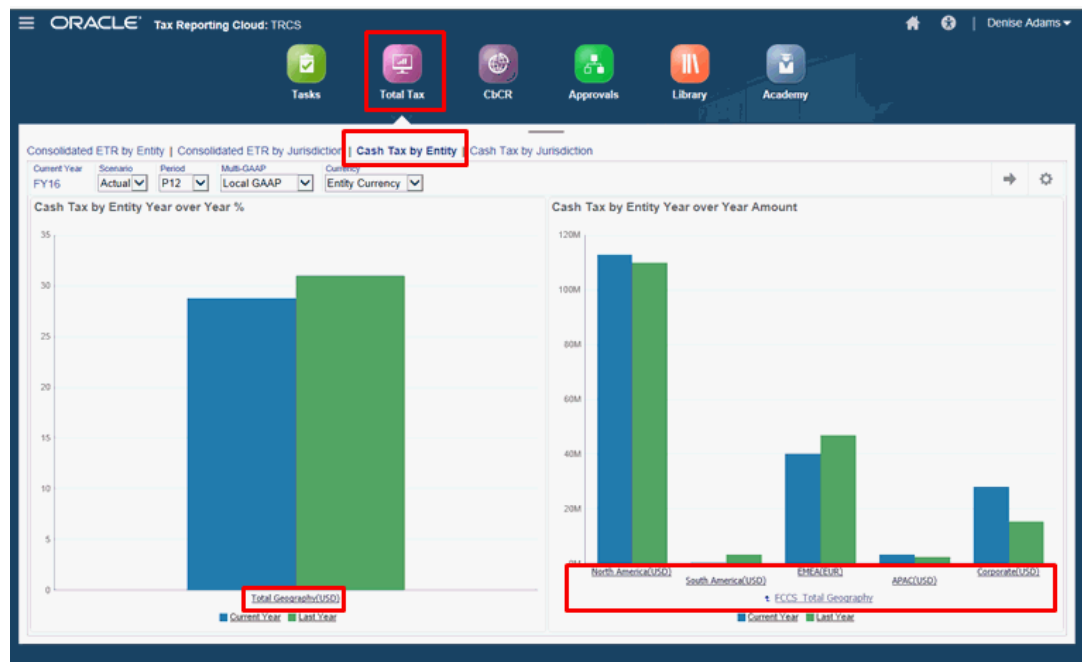 ORACLE® Tax Reporting Cloud: TRCS
Denise Adams
Tasks
Total Tax
CbCR
Approvals
Library
Academy
Consolidated ETR by Entity | Consolidated ETR by Jurisdiction | Cash Tax by Entity | Cash Tax by Jurisdiction
Current Year Scenario Period Multi-GAAP Currency
FY16 Actual P12 Local GAAP Entity Currency
Cash Tax by Entity Year over Year %
35
30
25
20
15
10
5
0
Total Geography(USD)
Current Year Last Year
Cash Tax by Entity Year over Year Amount
120M
100M
80M
60M
40M
20M
0M
North America(USD) South America(USD) EMEA(EUR) APAC(USD) Corporate(USD)
FCCS_Total Geography
Current Year Last Year